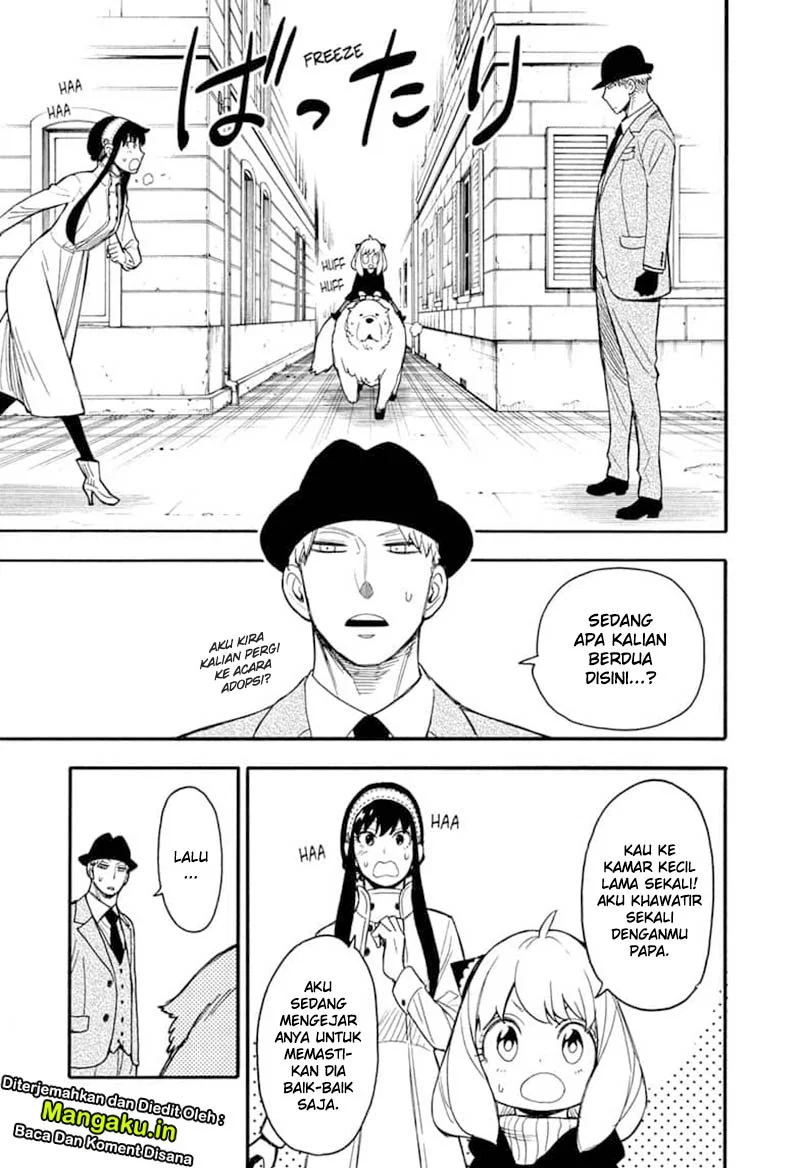 ばったり
FREEZE
HAA
HAA
HUFF
HUFF
SEDANG
APA KALIAN
BERDUA
DISINI...?
AKU KIRA
KALIAN PERGI
KE ACARA
ADOPSI?
KAU KE
KAMAR KECIL
LAMA SEKALI!
AKU KHAWATIR
SEKALI
DENGANMU
PAPA.
HAA
HAA
AKU
SEDANG
MENGEJAR
ANYA UNTUK
MEMASTI-
KAN DIA
BAIK-BAIK
SAJA.
LALU
...
Diterjemahkan dan Diedit Oleh :
Mangaku.in
Baca Dan Koment Disana